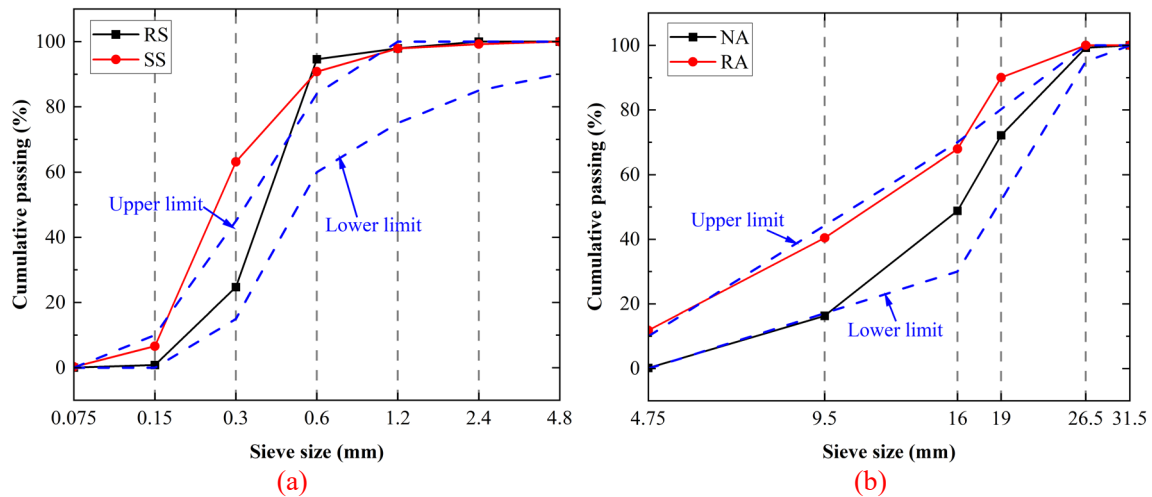 RS
SS
100
80
60
40
20
0
Cumulative passing (%)
Upper limit
Lower limit
0.075 0.15 0.3 0.6 1.2 2.4 4.8
Sieve size (mm)
(a)
NA
RA
100
80
60
40
20
0
Cumulative passing (%)
Upper limit
Lower limit
4.75 9.5 16 19 26.5 31.5
Sieve size (mm)
(b)